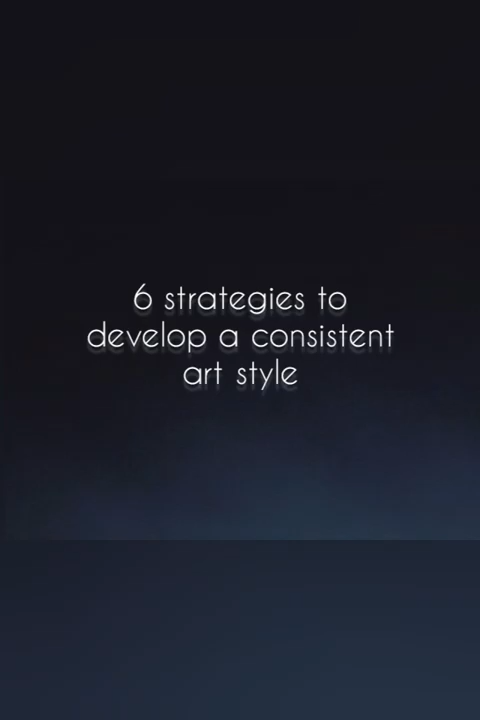 6 strategies to
develop a consistent
art style